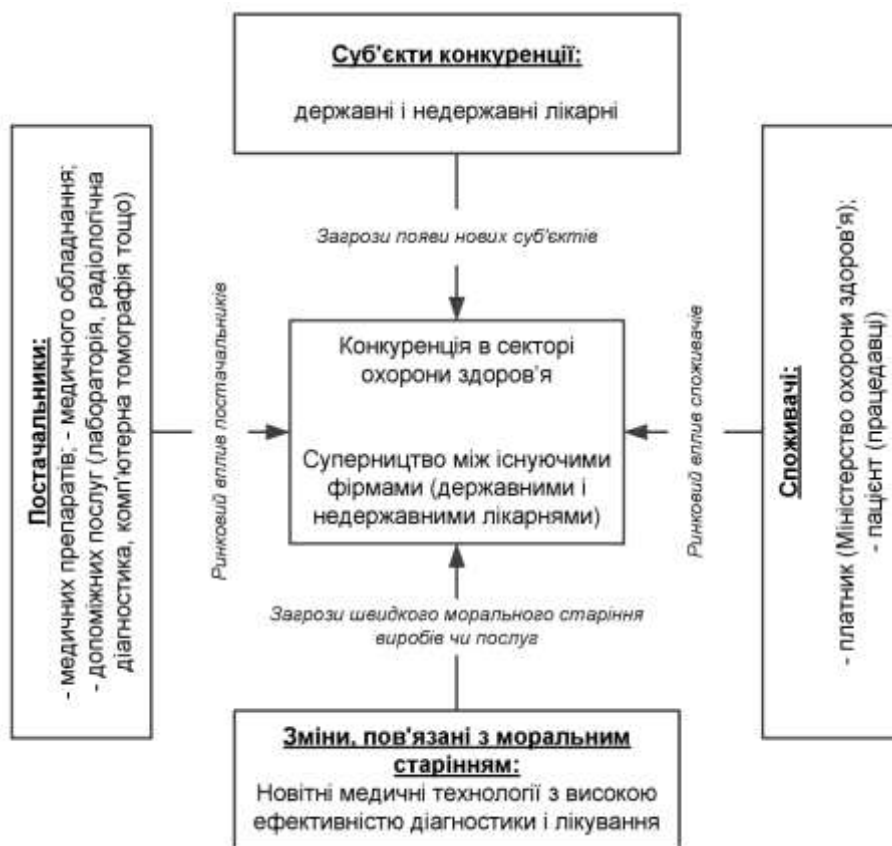 Суб'єкти конкуренції:
державні і недержавні лікарні
Загрози появи нових суб'єктів
Постачальники:
- медичних препаратів; - медичного обладнання;
- допоміжних послуг (лабораторія, радіологічна
діагностика, комп'ютерна томографія тощо)
Ринковий вплив постачальників
Конкуренція в секторі
охорони здоров'я
Суперництво між існуючими
фірмами (державними і
недержавними лікарнями)
Ринковий вплив споживачів
Споживачі:
- платник (Міністерство охорони здоров'я);
- пацієнт (працедавці)
Загрози швидкого морального старіння
виробів чи послуг
Зміни, пов'язані з моральним
старінням:
Новітні медичні технології з високою
ефективністю діагностики і лікування